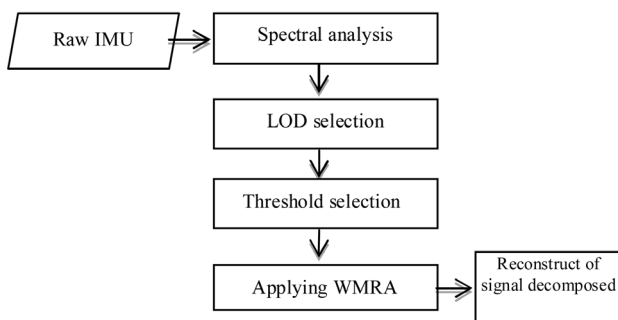 Raw IMU
Spectral analysis
LOD selection
Threshold selection
Applying WMRA
Reconstruct of
signal decomposed